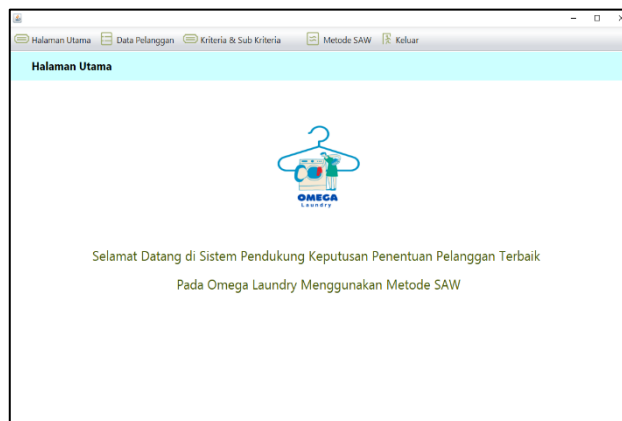 Halaman Utama Data Pelanggan Kriteria & Sub Kriteria Metode SAW Keluar
Halaman Utama
OMEGA
Laundry
Selamat Datang di Sistem Pendukung Keputusan Penentuan Pelanggan Terbaik
Pada Omega Laundry Menggunakan Metode SAW